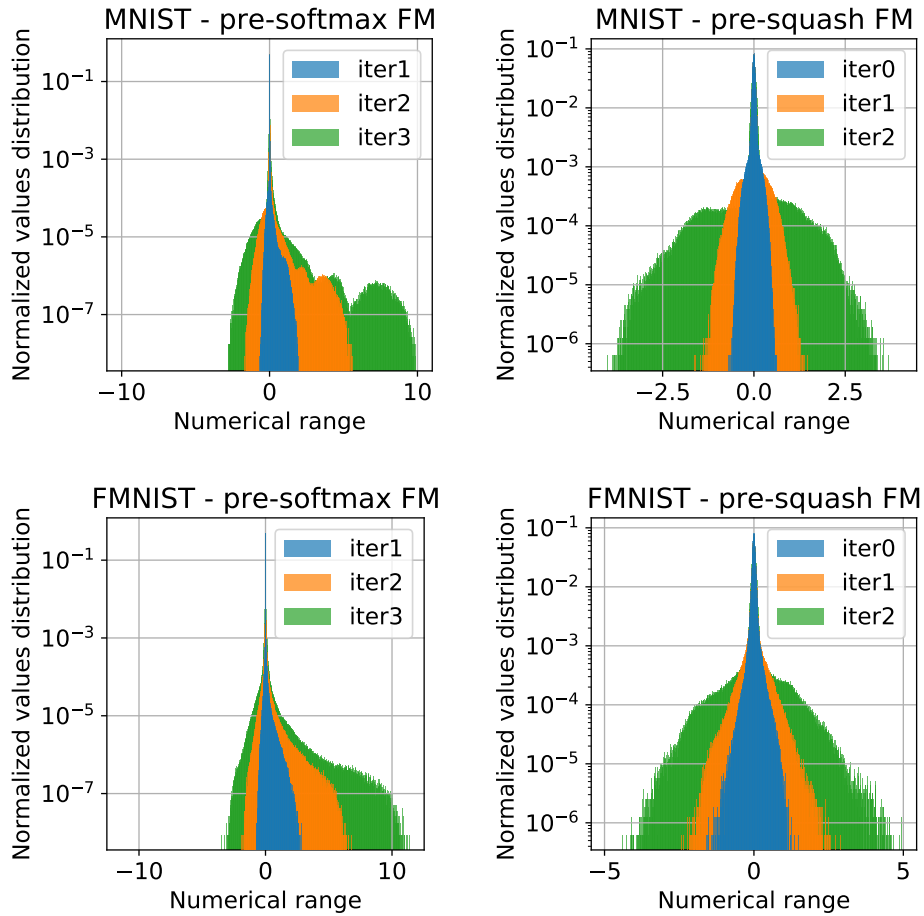 MNIST - pre-softmax FM
Normalized values distribution
10⁻¹
10⁻³
10⁻⁵
10⁻⁷
iter1
iter2
iter3
−10
0
10
Numerical range
MNIST - pre-squash FM
Normalized values distribution
10⁻¹
10⁻²
10⁻³
10⁻⁴
10⁻⁵
10⁻⁶
iter0
iter1
iter2
−2.5
0.0
2.5
Numerical range
FMNIST - pre-softmax FM
Normalized values distribution
10⁻¹
10⁻³
10⁻⁵
10⁻⁷
iter1
iter2
iter3
−10
0
10
Numerical range
FMNIST - pre-squash FM
Normalized values distribution
10⁻¹
10⁻²
10⁻³
10⁻⁴
10⁻⁵
10⁻⁶
iter0
iter1
iter2
−5
0
5
Numerical range